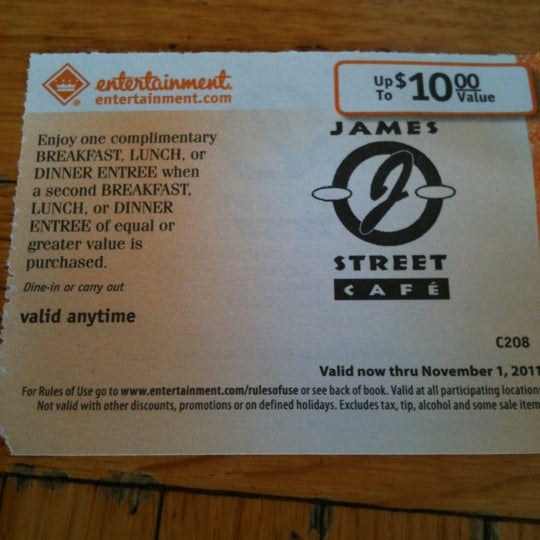 entertainment.
entertainment.com
Up To $10 00 Value
Enjoy one complimentary
BREAKFAST, LUNCH, or
DINNER ENTREE when
a second BREAKFAST,
LUNCH, or DINNER
ENTREE of equal or
greater value is
purchased.
Dine-in or carry out
valid anytime
JAMES
J
STREET
CAFÉ
C208
Valid now thru November 1, 2011
For Rules of Use go to www.entertainment.com/rulesofuse or see back of book. Valid at all participating location
Not valid with other discounts, promotions or on defined holidays. Excludes tax, tip, alcohol and some sale item